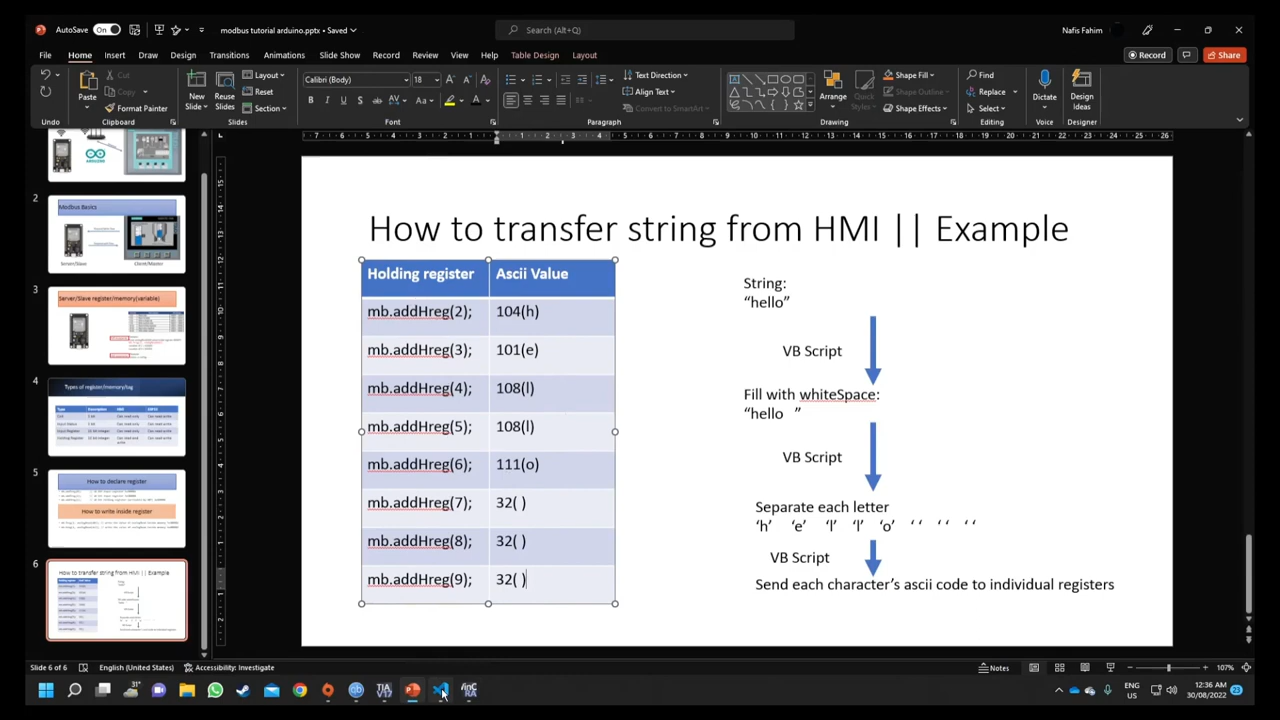 AutoSave On
modbus tutorial arduino.pptx • Saved
Search (Alt+Q)
Nafis Fahim
File Home Insert Draw Design Transitions Animations Slide Show Record Review View Help Table Design Layout
Record Share
Paste
Cut
Copy
Format Painter
New Slide
Reuse Slides
Layout
Reset
Section
Calibri (Body) 18
Text Direction
Align Text
Convert to SmartArt
Arrange
Quick Styles
Shape Fill
Shape Outline
Shape Effects
Find
Replace
Select
Dictate
Design Ideas
Undo Clipboard Slides Font Paragraph Drawing Editing Voice Designer
2
Modbus Basics
Server/Slave Client/Master
3
Server/Slave register/memory(variable)
4
Types of register/memory/tag
5
How to declare register
How to write inside register
6
How to transfer string from HMI || Example
How to transfer string from HMI || Example
Holding register Ascii Value
mb.addHreg(2); 104(h)
mb.addHreg(3); 101(e)
mb.addHreg(4); 108(l)
mb.addHreg(5); 108(l)
mb.addHreg(6); 111(o)
mb.addHreg(7); 32( )
mb.addHreg(8); 32( )
mb.addHreg(9); 32( )
String:
“hello”
VB Script
Fill with whiteSpace:
“hello   ”
VB Script
Separate each letter
‘h’ ‘e’ ‘l’ ‘l’ ‘o’ ‘ ‘ ‘ ‘ ‘ ‘
VB Script
each character’s ascii code to individual registers
Slide 6 of 6 English (United States) Accessibility: Investigate
Notes
107%
31°
ENG
US
12:36 AM
30/08/2022
23